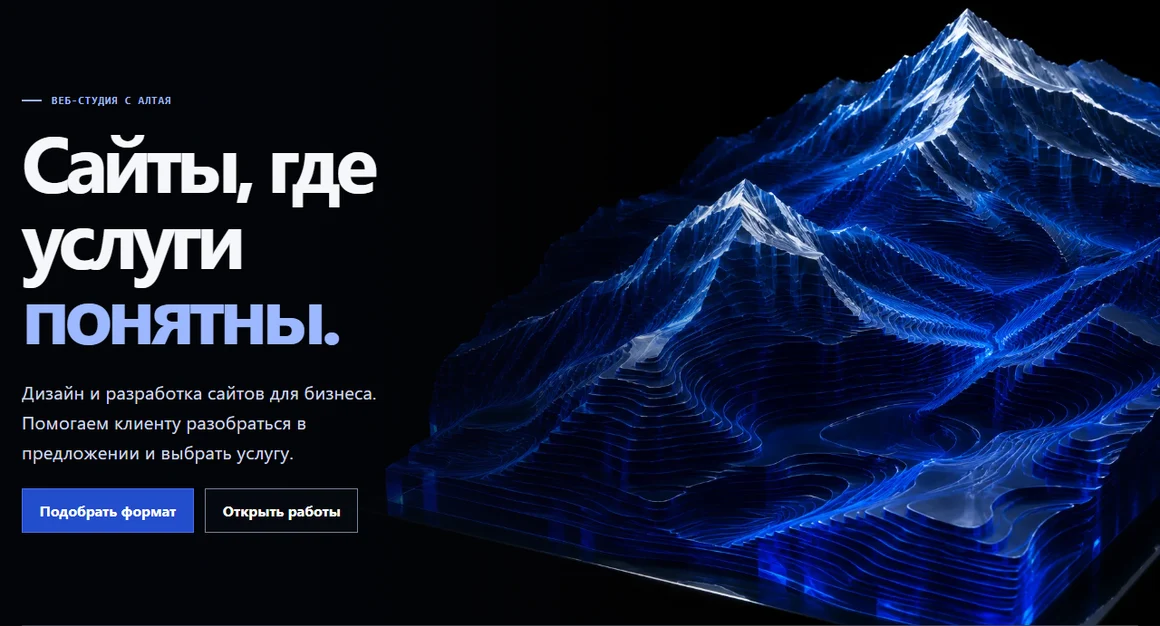 ВЕБ-СТУДИЯ С АЛТАЯ
Сайты, где
услуги
понятны.
Дизайн и разработка сайтов для бизнеса.
Помогаем клиенту разобраться в
предложении и выбрать услугу.
Подобрать формат
Открыть работы